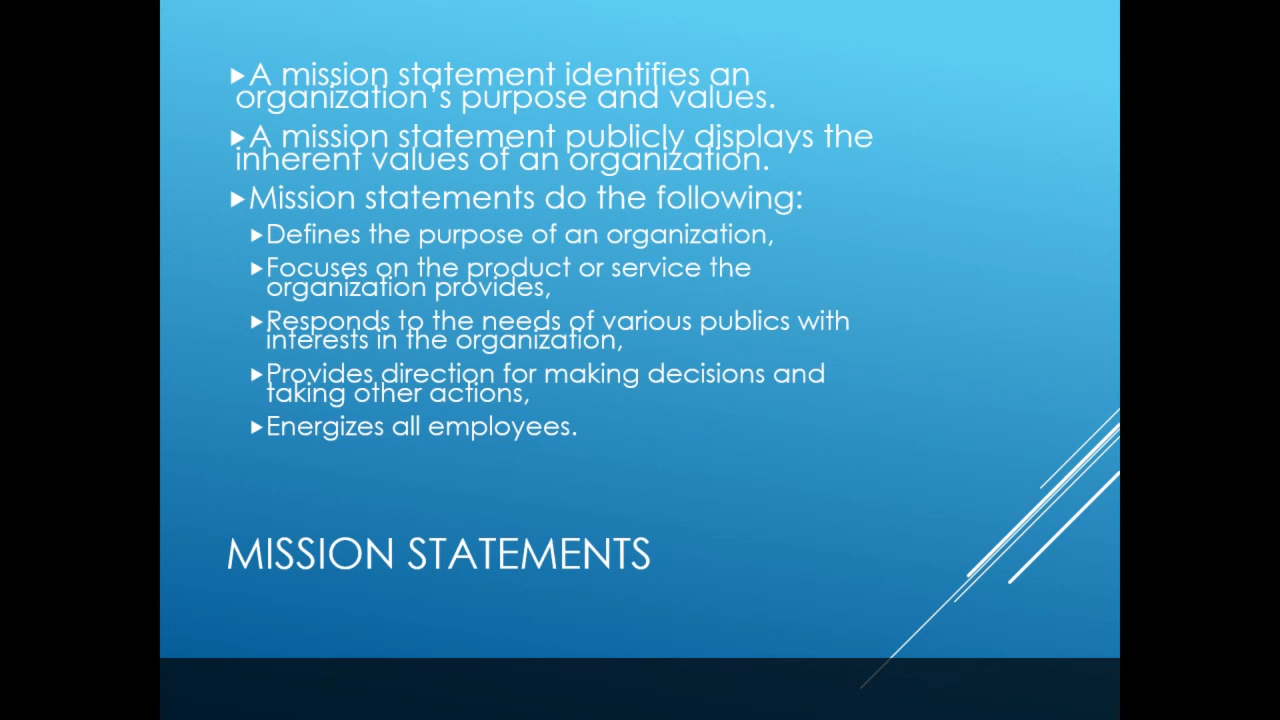 ▶A mission statement identifies an
organization's purpose and values.
▶A mission statement publicly displays the
inherent values of an organization.
▶Mission statements do the following:
▶Defines the purpose of an organization,
▶Focuses on the product or service the
organization provides,
▶Responds to the needs of various publics with
interests in the organization,
▶Provides direction for making decisions and
taking other actions,
▶Energizes all employees.
MISSION STATEMENTS